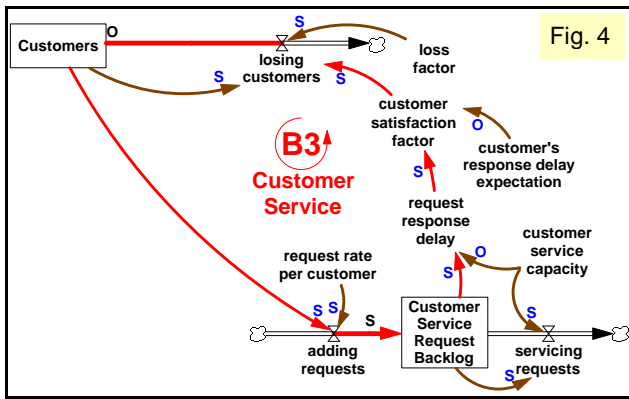 Fig. 4
Customers
O
S
losing
customers
S
S
loss
factor
customer
satisfaction
factor
O
customer's
response delay
expectation
B3
Customer
Service
S
request
response
delay
S
O
customer
service
capacity
request rate
per customer
S
S
S
adding
requests
Customer
Service
Request
Backlog
S
S
servicing
requests